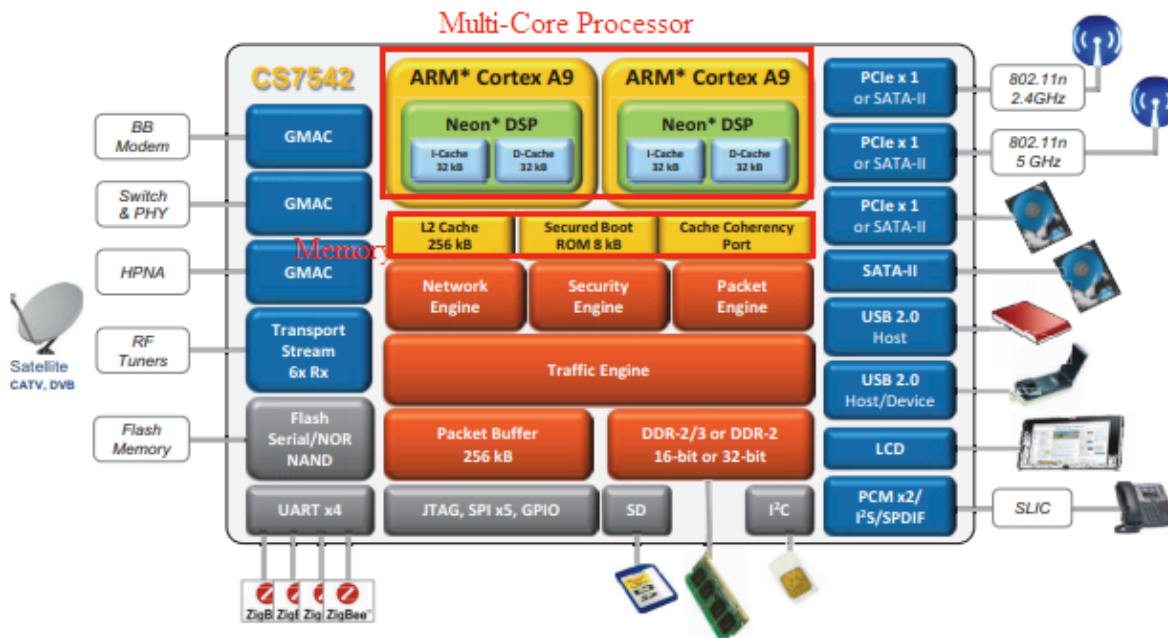 Multi-Core Processor
CS7542
ARM* Cortex A9
Neon* DSP
I-Cache
32 kB
D-Cache
32 kB
ARM* Cortex A9
Neon* DSP
I-Cache
32 kB
D-Cache
32 kB
L2 Cache
256 kB
Secured Boot
ROM 8 kB
Cache Coherency
Port
Memory
Network
Engine
Security
Engine
Packet
Engine
Traffic Engine
Packet Buffer
256 kB
DDR-2/3 or DDR-2
16-bit or 32-bit
BB
Modem
GMAC
Switch
& PHY
GMAC
HPNA
GMAC
Satellite
CATV, DVB
RF
Tuners
Transport
Stream
6x Rx
Flash
Memory
Flash
Serial/NOR
NAND
UART x4
JTAG, SPI x5, GPIO
SD
I²C
PCIe x 1
or SATA-II
802.11n
2.4GHz
PCIe x 1
or SATA-II
802.11n
5 GHz
PCIe x 1
or SATA-II
SATA-II
USB 2.0
Host
USB 2.0
Host/Device
LCD
PCM x2/
I²S/SPDIF
SLIC
ZigB
ZigB
Zig
ZigBee™